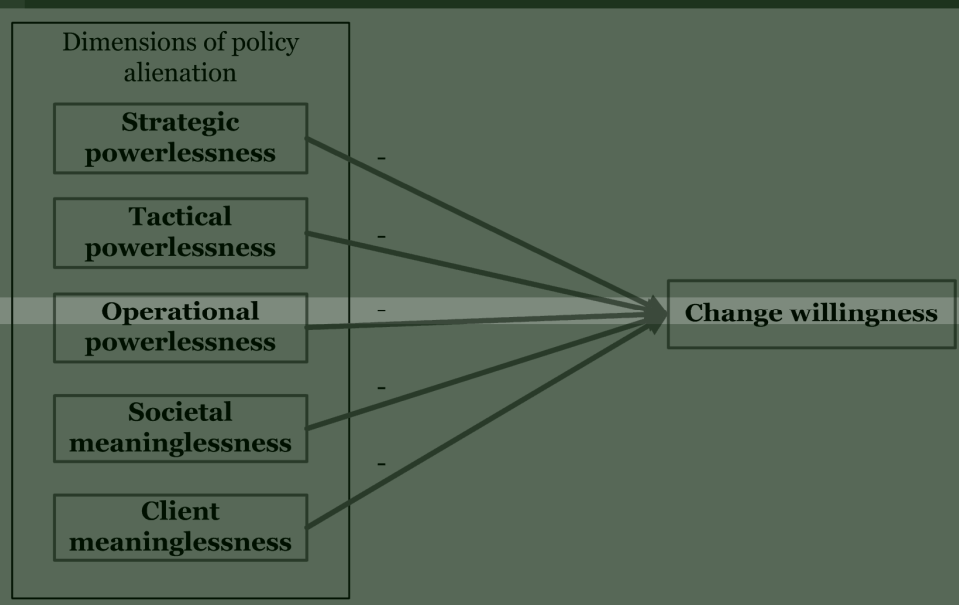 Dimensions of policy
alienation
Strategic
powerlessness
-
Tactical
powerlessness
-
Operational
powerlessness
-
Change willingness
Societal
meaninglessness
-
Client
meaninglessness
-